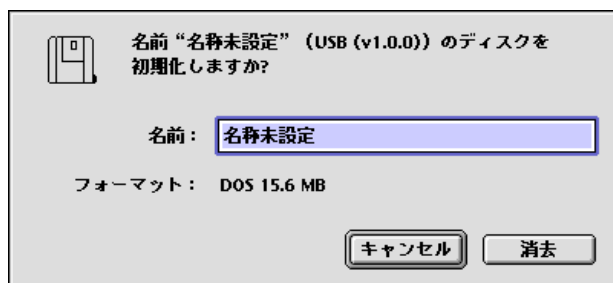 名前“名称未設定”（USB (v1.0.0)）のディスクを
初期化しますか?
名前： 名称未設定
フォーマット： DOS 15.6 MB
キャンセル 消去